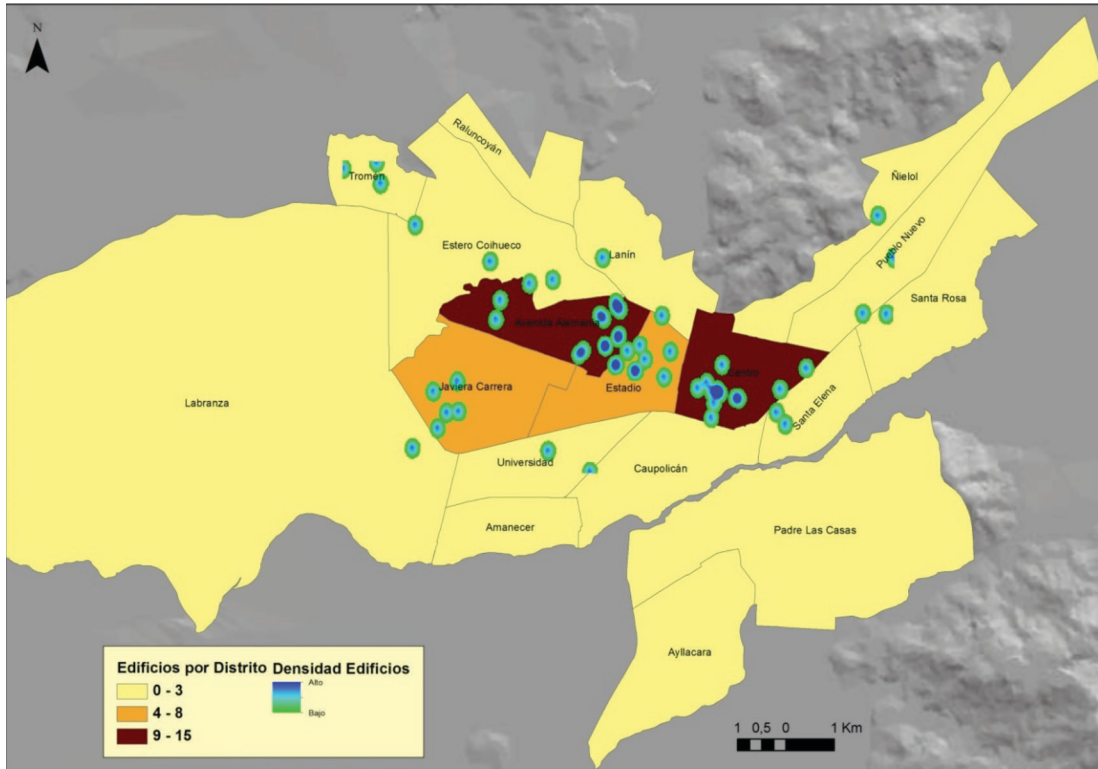 N
Raluncoyán
Tromén
Ñielol
Pueblo Nuevo
Estero Coihueco
Lanín
Santa Rosa
Avenida Alemania
Centro
Javiera Carrera
Estadio
Labranza
Santa Elena
Universidad
Caupolicán
Amanecer
Padre Las Casas
Ayllacara
Edificios por Distrito
0 - 3
4 - 8
9 - 15
Densidad Edificios
Alto
Bajo
1 0,5 0 1 Km